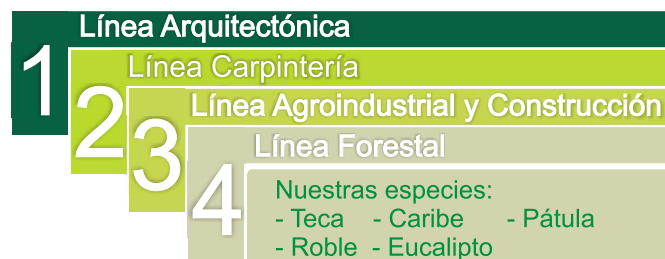 1 Línea Arquitectónica
2 Línea Carpintería
3 Línea Agroindustrial y Construcción
4 Línea Forestal
Nuestras especies:
- Teca - Caribe - Pátula
- Roble - Eucalipto